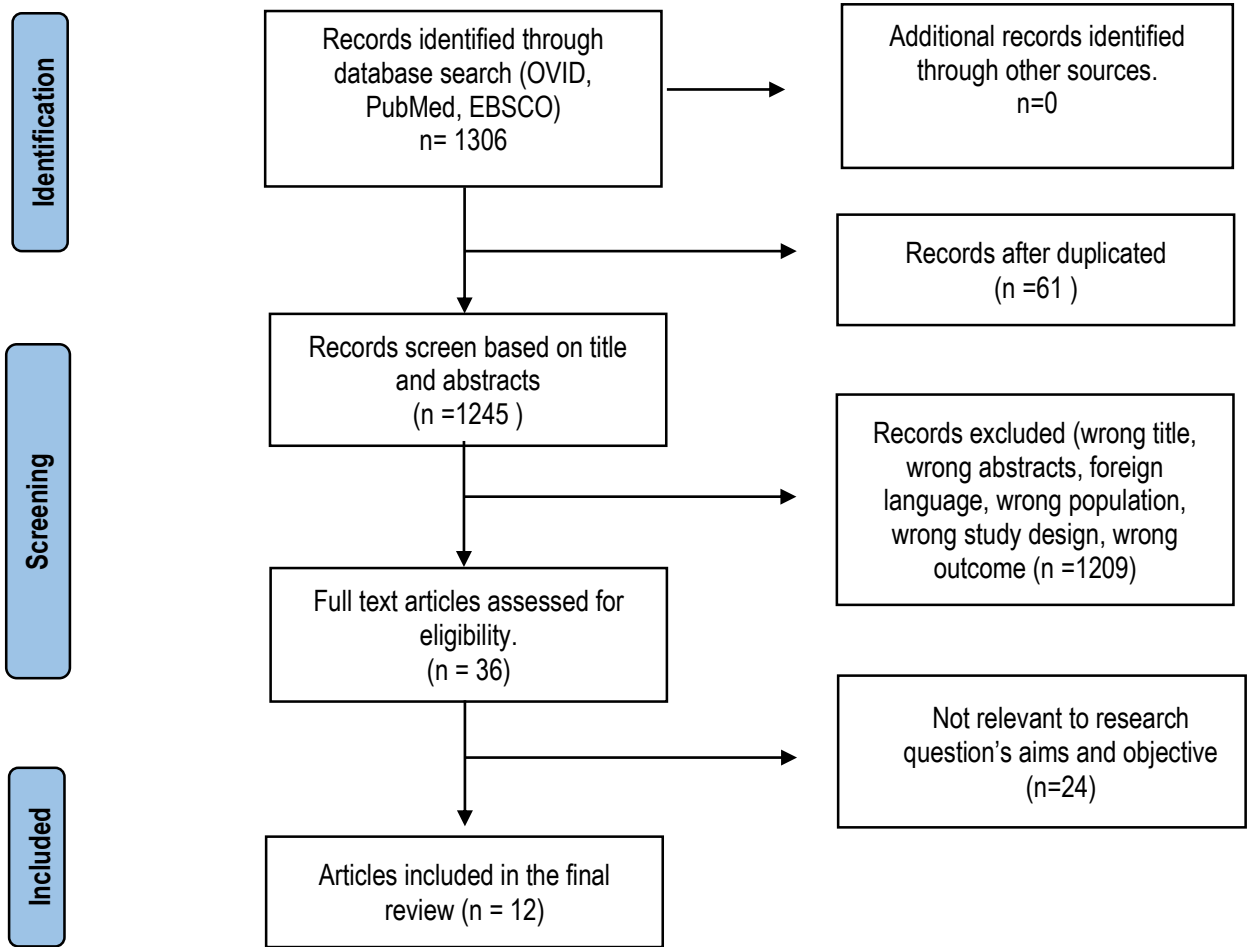 Identification
Records identified through
database search (OVID,
PubMed, EBSCO)
n= 1306
Additional records identified
through other sources.
n=0
Records after duplicated
(n =61 )
Screening
Records screen based on title
and abstracts
(n =1245 )
Records excluded (wrong title,
wrong abstracts, foreign
language, wrong population,
wrong study design, wrong
outcome (n =1209)
Full text articles assessed for
eligibility.
(n = 36)
Not relevant to research
question’s aims and objective
(n=24)
Included
Articles included in the final
review (n = 12)